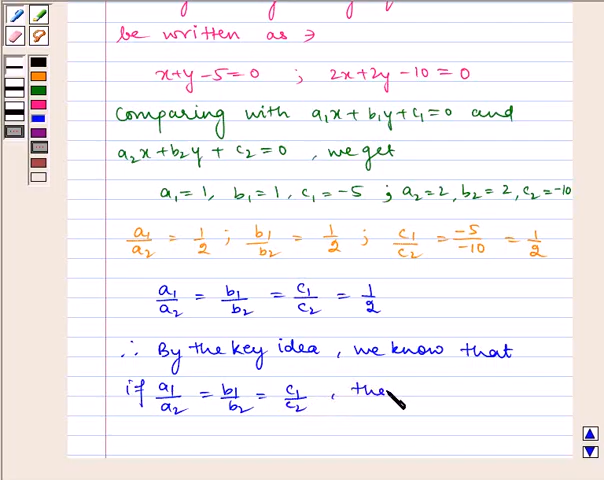 be written as ⇒
x+y-5=0 ; 2x+2y-10=0
Comparing with a₁x+b₁y+c₁=0 and
a₂x+b₂y+c₂=0, we get
a₁=1, b₁=1, c₁=-5 ; a₂=2, b₂=2, c₂=-10
a₁/a₂ = 1/2 ; b₁/b₂ = 1/2 ; c₁/c₂ = -5/-10 = 1/2
a₁/a₂ = b₁/b₂ = c₁/c₂ = 1/2
∴ By the key idea, we know that
if a₁/a₂ = b₁/b₂ = c₁/c₂, the